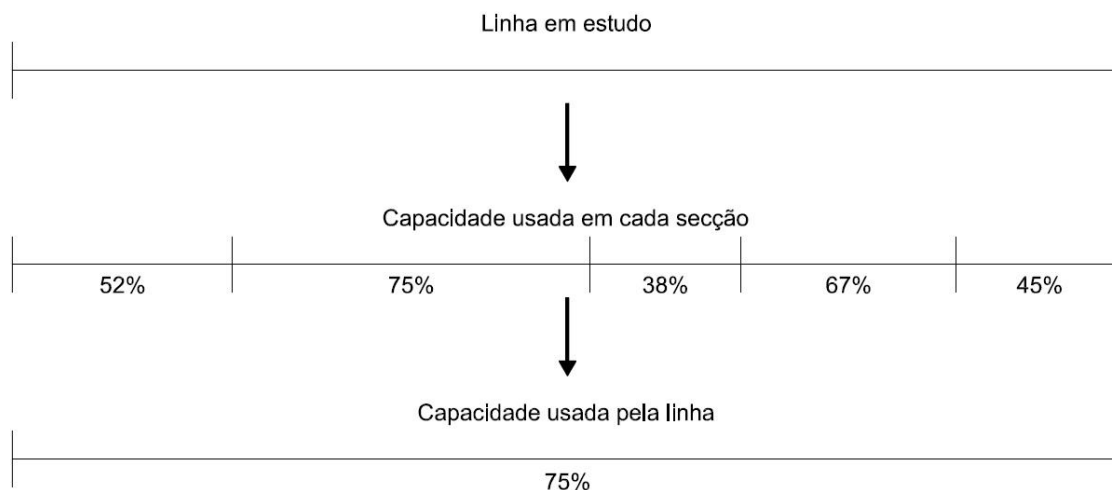 Linha em estudo
Capacidade usada em cada secção
52% 75% 38% 67% 45%
Capacidade usada pela linha
75%